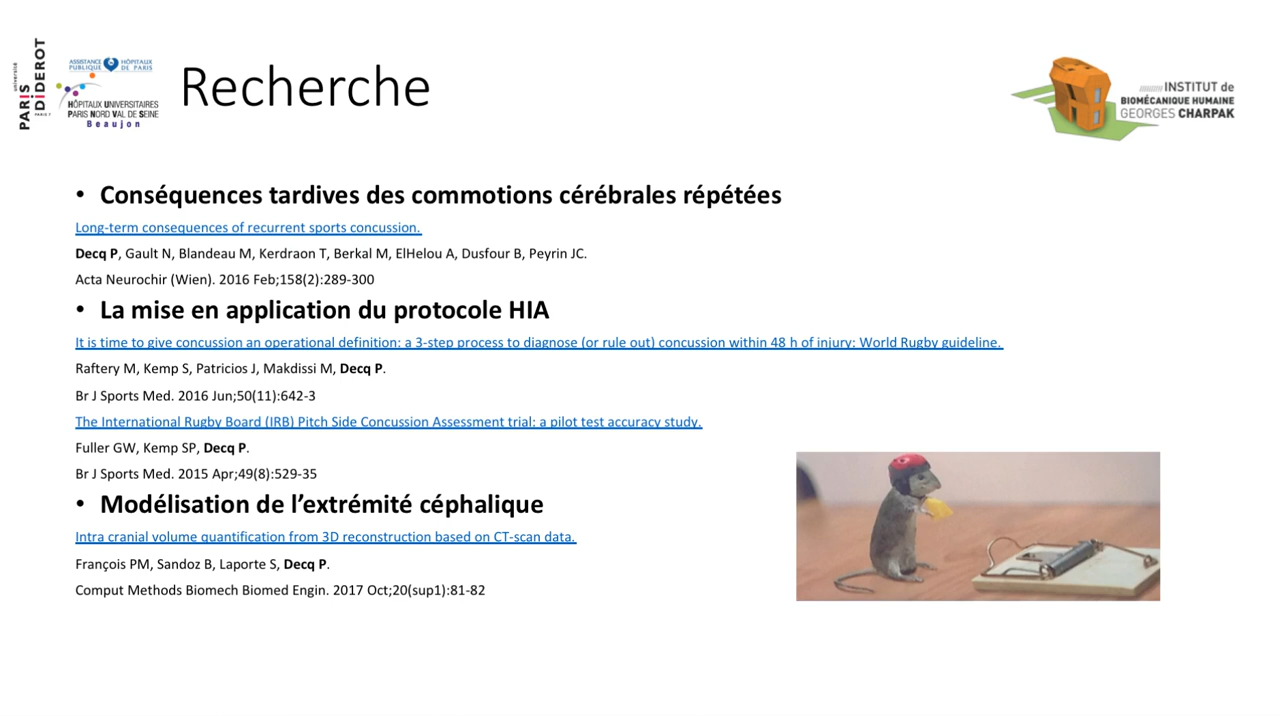 université
PARIS
DIDEROT
PARIS 7
ASSISTANCE HÔPITAUX
PUBLIQUE DE PARIS
HÔPITAUX UNIVERSITAIRES
PARIS NORD VAL DE SEINE
Beaujon
Recherche
INSTITUT de
BIOMÉCANIQUE HUMAINE
GEORGES CHARPAK
• Conséquences tardives des commotions cérébrales répétées
Long-term consequences of recurrent sports concussion.
Decq P, Gault N, Blandeau M, Kerdraon T, Berkal M, ElHelou A, Dusfour B, Peyrin JC.
Acta Neurochir (Wien). 2016 Feb;158(2):289-300
• La mise en application du protocole HIA
It is time to give concussion an operational definition: a 3-step process to diagnose (or rule out) concussion within 48 h of injury: World Rugby guideline.
Raftery M, Kemp S, Patricios J, Makdissi M, Decq P.
Br J Sports Med. 2016 Jun;50(11):642-3
The International Rugby Board (IRB) Pitch Side Concussion Assessment trial: a pilot test accuracy study.
Fuller GW, Kemp SP, Decq P.
Br J Sports Med. 2015 Apr;49(8):529-35
• Modélisation de l’extrémité céphalique
Intra cranial volume quantification from 3D reconstruction based on CT-scan data.
François PM, Sandoz B, Laporte S, Decq P.
Comput Methods Biomech Biomed Engin. 2017 Oct;20(sup1):81-82